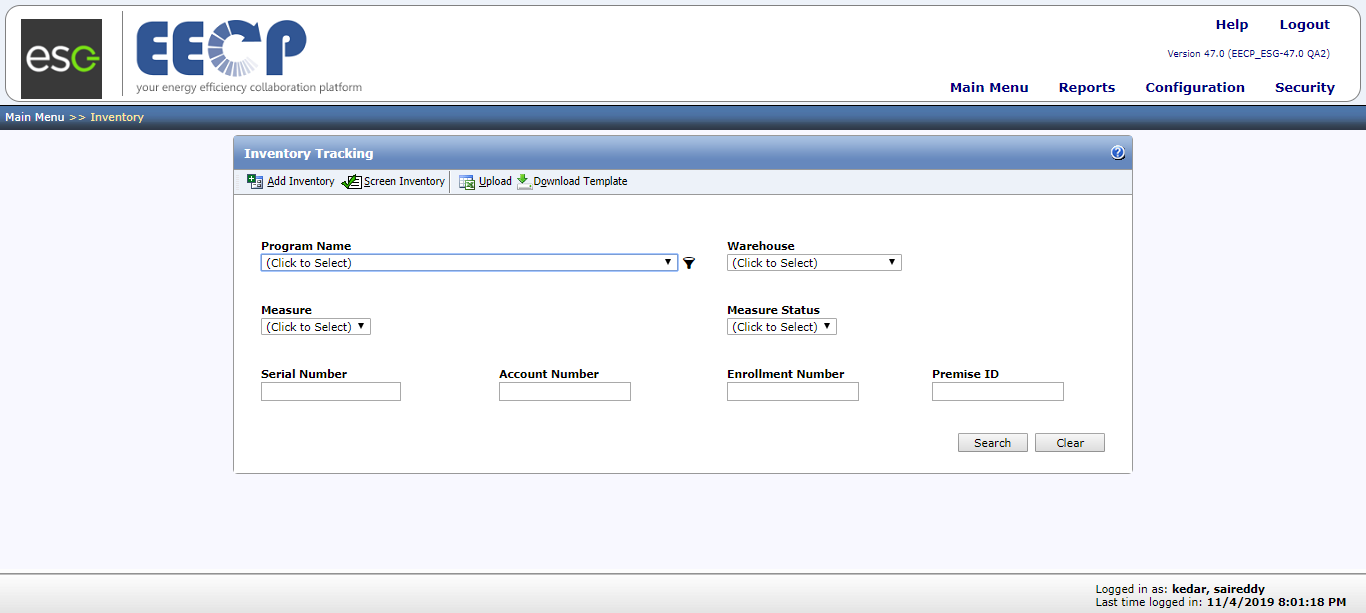 esg
EECP
your energy efficiency collaboration platform
Help Logout
Version 47.0 (EECP_ESG-47.0 QA2)
Main Menu Reports Configuration Security
Main Menu >> Inventory
Inventory Tracking ?
Add Inventory Screen Inventory Upload Download Template
Program Name Warehouse
(Click to Select) (Click to Select)
Measure Measure Status
(Click to Select) (Click to Select)
Serial Number Account Number Enrollment Number Premise ID
Search Clear
Logged in as: kedar, saireddy
Last time logged in: 11/4/2019 8:01:18 PM